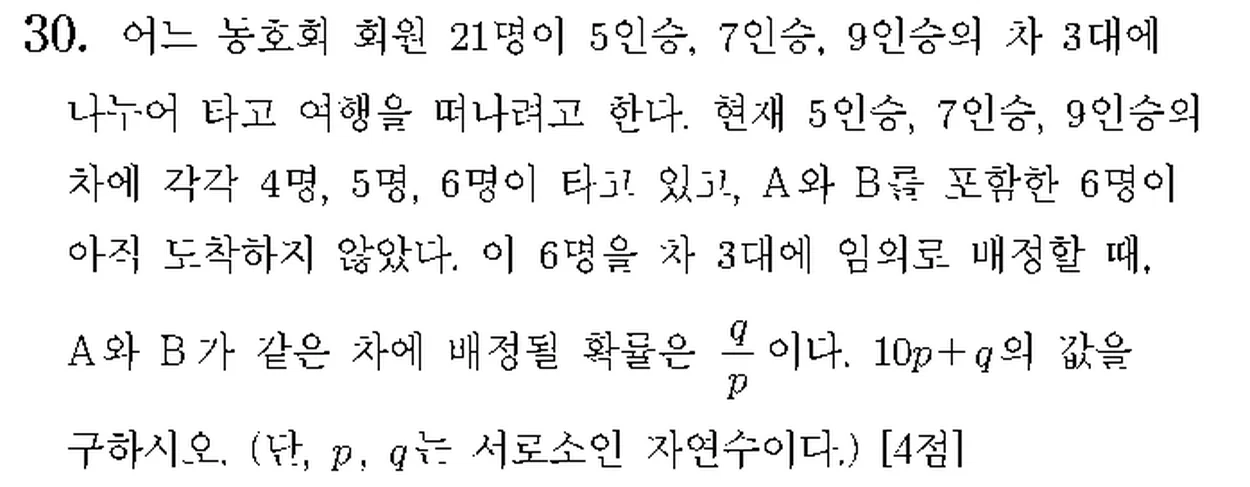 30. 어느 동호회 회원 21명이 5인승, 7인승, 9인승의 차 3대에
나누어 타고 여행을 떠나려고 한다. 현재 5인승, 7인승, 9인승의
차에 각각 4명, 5명, 6명이 타고 있고, A와 B를 포함한 6명이
아직 도착하지 않았다. 이 6명을 차 3대에 임의로 배정할 때,
A와 B가 같은 차에 배정될 확률은 q/p 이다. 10p+q의 값을
구하시오. (단, p, q는 서로소인 자연수이다.) [4점]